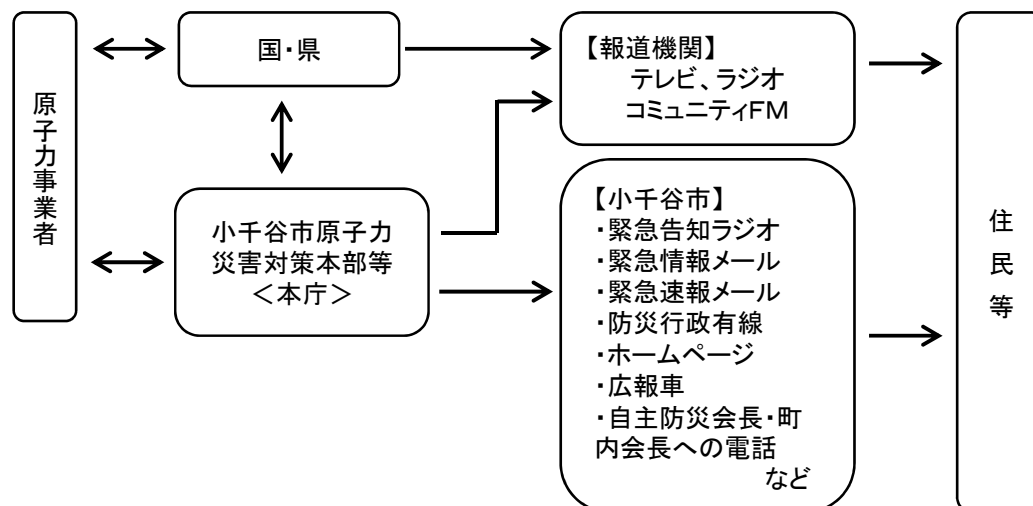 原子力事業者
国・県
小千谷市原子力
災害対策本部等
＜本庁＞
【報道機関】
テレビ、ラジオ
コミュニティFM
【小千谷市】
・緊急告知ラジオ
・緊急情報メール
・緊急速報メール
・防災行政有線
・ホームページ
・広報車
・自主防災会長・町
内会長への電話
など
住民等